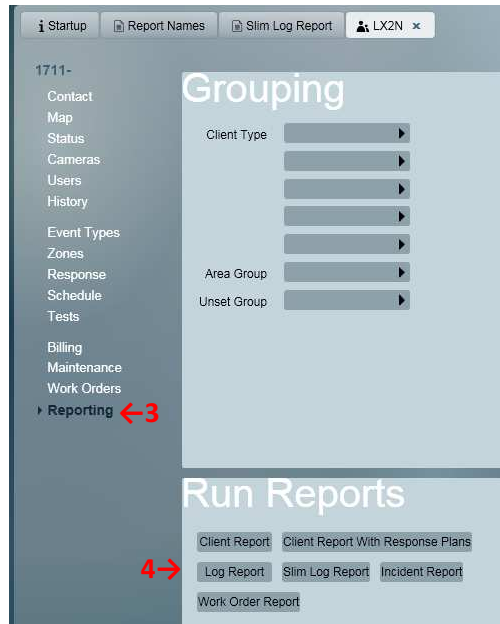 i Startup Report Names Slim Log Report LX2N ×
1711-
Contact
Map
Status
Cameras
Users
History
Event Types
Zones
Response
Schedule
Tests
Billing
Maintenance
Work Orders
Reporting ←3
Grouping
Client Type
Area Group
Unset Group
Run Reports
Client Report Client Report With Response Plans
4→ Log Report Slim Log Report Incident Report
Work Order Report